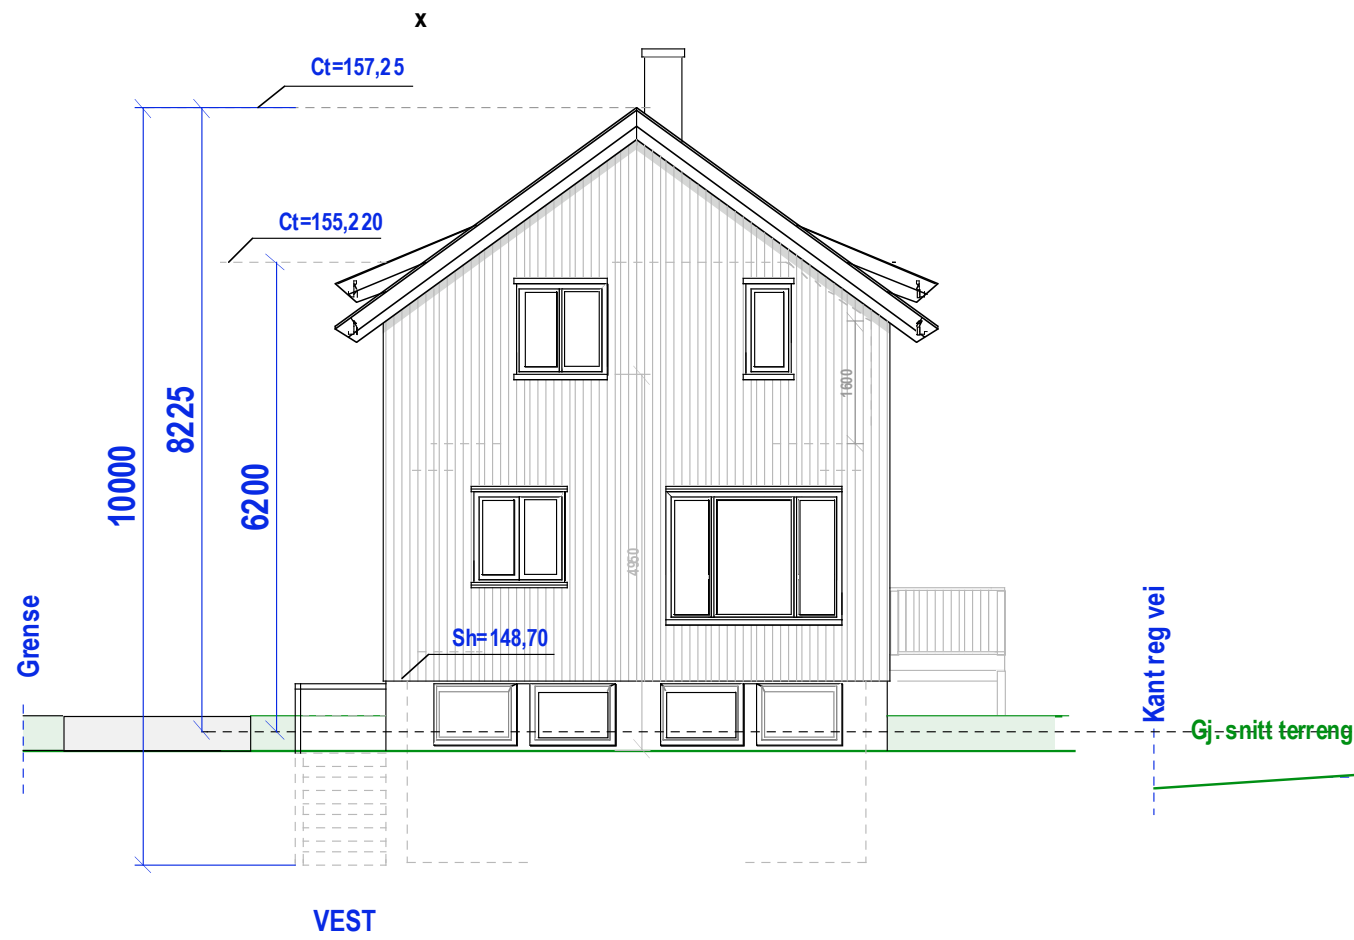 x
Ct=157,25
Ct=155,220
8225
10000
6200
1600
4950
Grense
Sh=148,70
Kant reg vei
Gj. snitt terreng
VEST